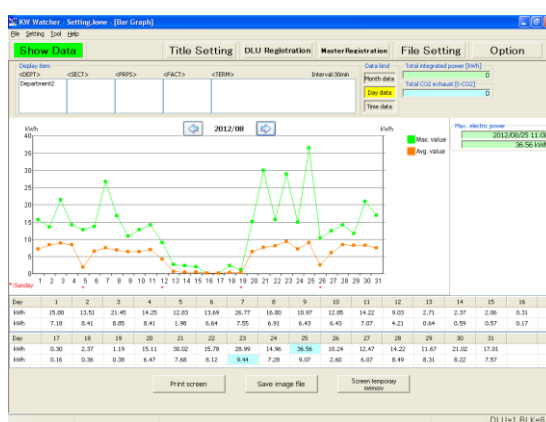 KW Watcher - Setting.kww - [Bar Graph]
File Setting Tool Help
Show Data Title Setting DLU Registration Master Registration File Setting Option
Display item
<DEPT> <SECT> <PRPS> <FACT> <TERM> Interval:30min
Department2
Data kind
Month data
Day data
Time data
Total integrated power [kWh]
0
Total CO2 exhaust [t-CO2]
0
kWh 2012/08 kWh
Max. value
Avg. value
Max. electric power
2012/08/25 11:0
36.56 kWh
40
35
30
25
20
15
10
5
0
1 2 3 4 5 6 7 8 9 10 11 12 13 14 15 16 17 18 19 20 21 22 23 24 25 26 27 28 29 30 31
*:Sunday * * * *
Day 1 2 3 4 5 6 7 8 9 10 11 12 13 14 15 16
kWh 15.80 13.51 21.45 14.25 12.83 13.69 26.77 16.80 10.97 12.85 14.22 9.03 2.71 2.37 2.06 0.31
kWh 7.18 8.41 8.85 8.41 1.98 6.64 7.55 6.91 6.43 6.43 7.07 4.21 0.64 0.59 0.57 0.17
Day 17 18 19 20 21 22 23 24 25 26 27 28 29 30 31
kWh 0.30 2.37 1.19 15.11 30.02 15.78 28.99 14.96 36.56 10.24 12.47 14.22 11.67 21.02 17.01
kWh 0.16 0.36 0.38 6.47 7.68 8.12 9.44 7.28 9.07 2.60 6.07 8.49 8.31 8.22 7.57
Print screen Save image file Screen temporary
memory
DLU=1 BLK=8